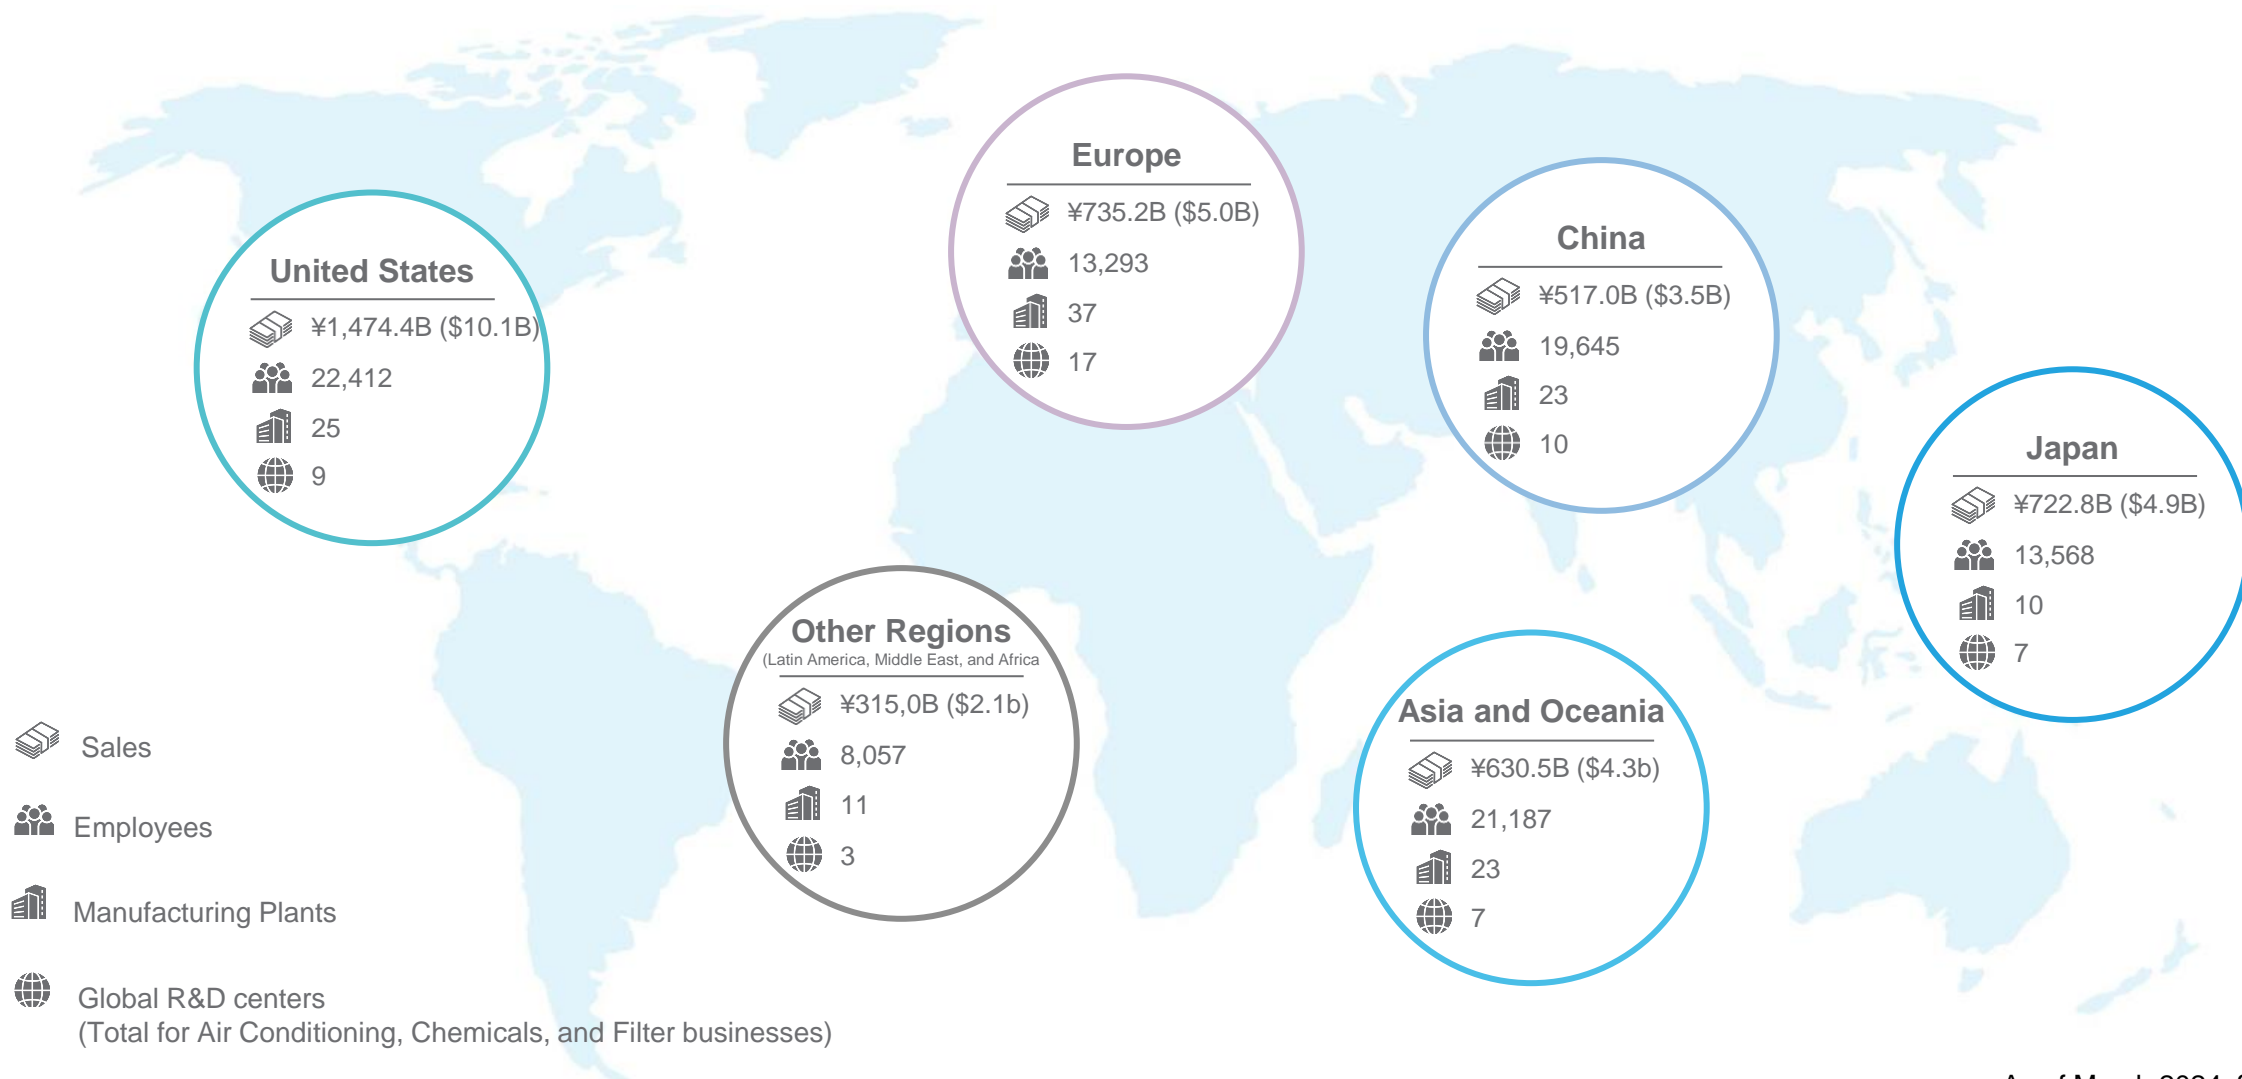 Europe
¥735.2B ($5.0B)
13,293
37
17
China
¥517.0B ($3.5B)
19,645
23
10
United States
¥1,474.4B ($10.1B)
22,412
25
9
Japan
¥722.8B ($4.9B)
13,568
10
7
Other Regions
(Latin America, Middle East, and Africa
¥315,0B ($2.1b)
8,057
11
3
Asia and Oceania
¥630.5B ($4.3b)
21,187
23
7
Sales
Employees
Manufacturing Plants
Global R&D centers
(Total for Air Conditioning, Chemicals, and Filter businesses)
As of March 2024